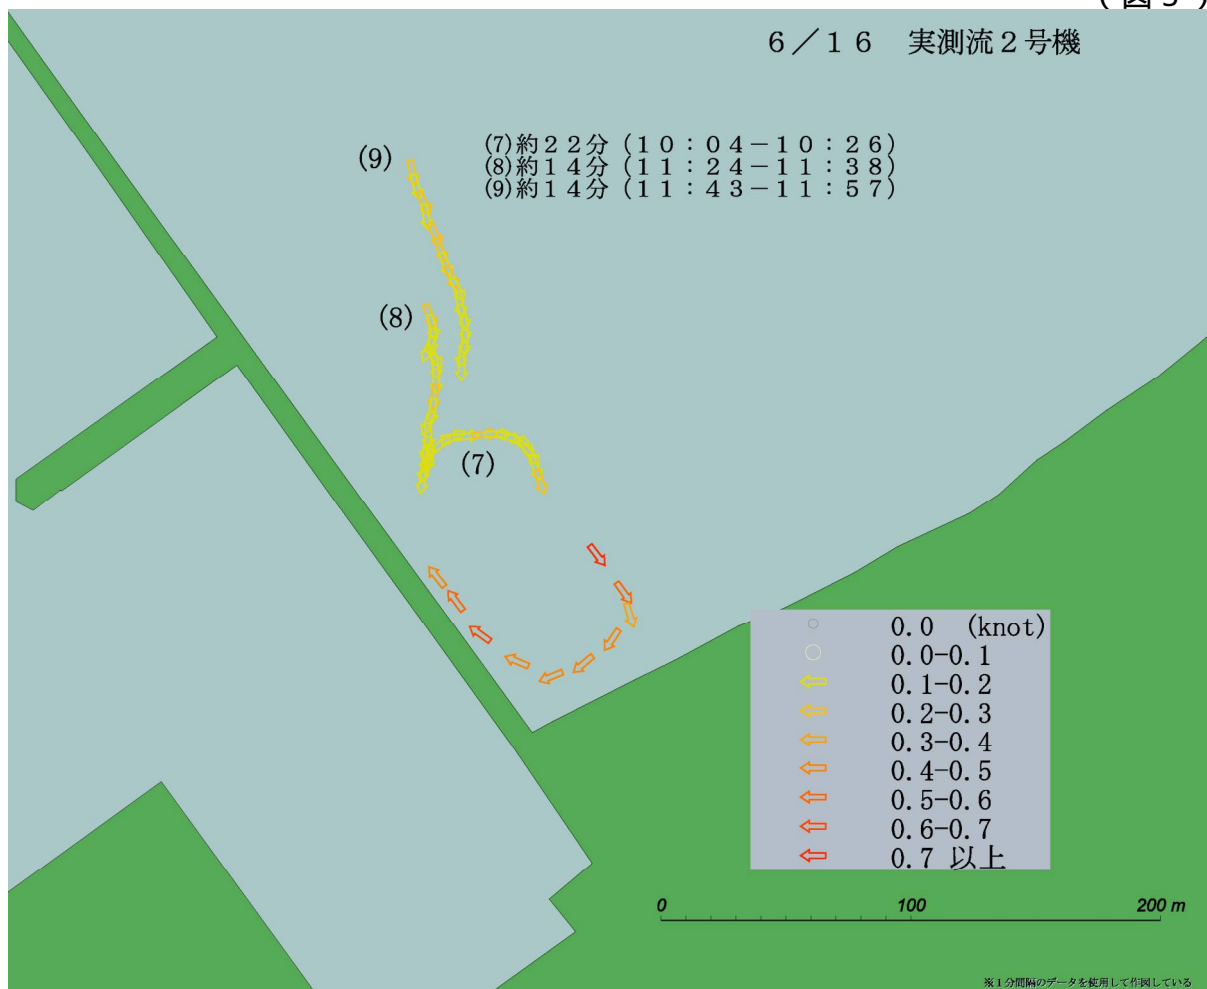 (図５)
６／１６　実測流２号機
(7)約２２分（１０：０４－１０：２６）
(8)約１４分（１１：２４－１１：３８）
(9)約１４分（１１：４３－１１：５７）
(9)
(8)
(7)
0.0 (knot)
0.0-0.1
0.1-0.2
0.2-0.3
0.3-0.4
0.4-0.5
0.5-0.6
0.6-0.7
0.7 以上
0 100 200 m
※１分間隔のデータを使用して作図している